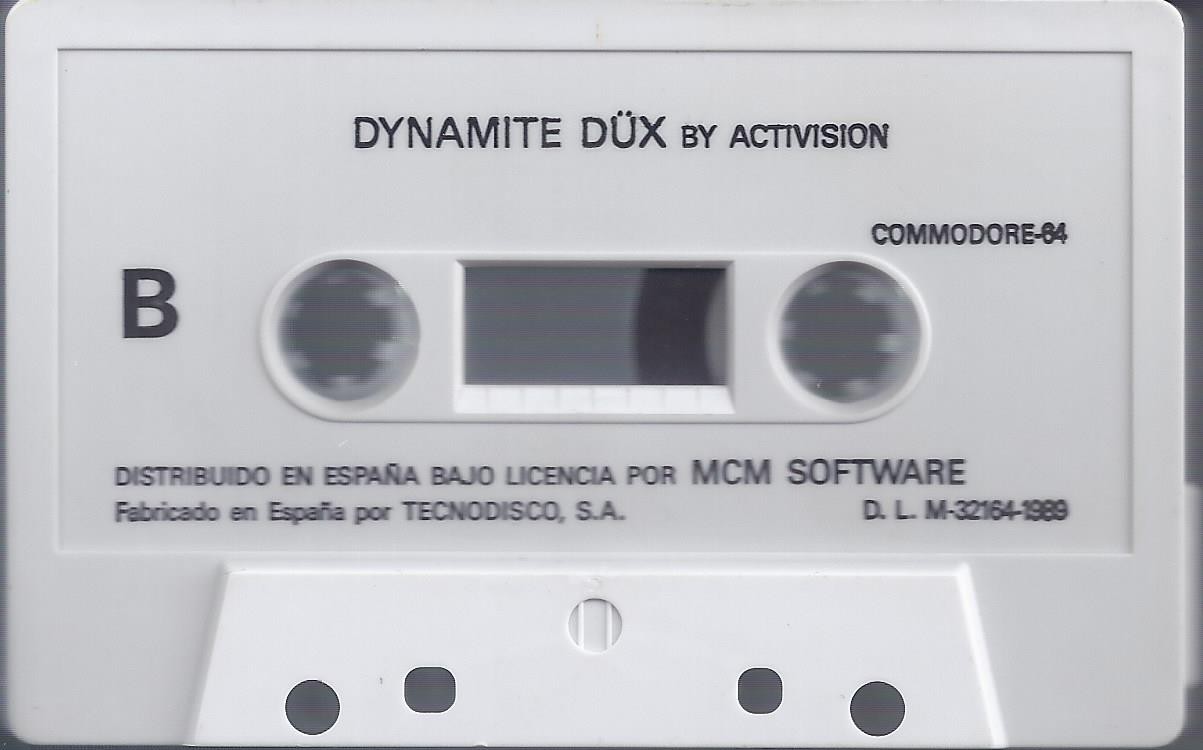 DYNAMITE DÜX BY ACTIVISION
COMMODORE-64
B
DISTRIBUIDO EN ESPAÑA BAJO LICENCIA POR MCM SOFTWARE
Fabricado en España por TECNODISCO, S.A. D. L. M-32164-1989